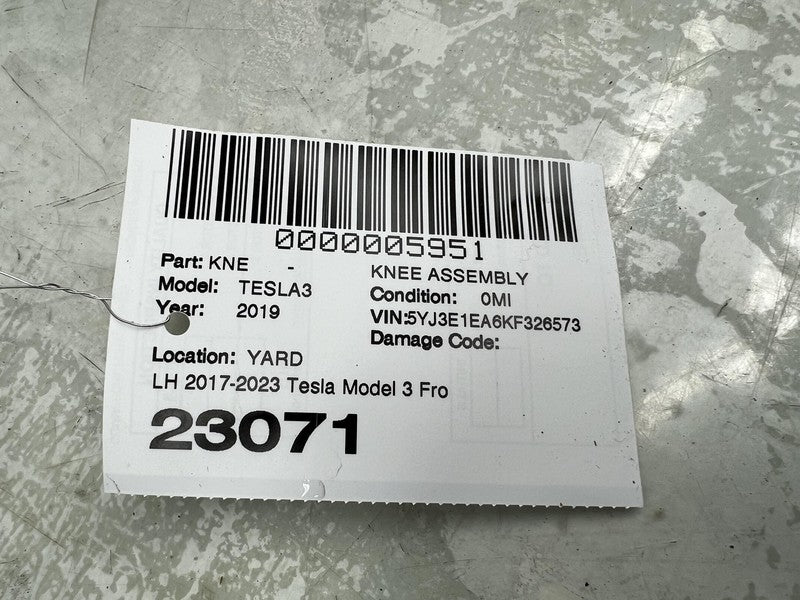 0000005951
Part: KNE - KNEE ASSEMBLY
Model: TESLA3 Condition: 0MI
Year: 2019 VIN:5YJ3E1EA6KF326573
Damage Code:
Location: YARD
LH 2017-2023 Tesla Model 3 Fro
23071